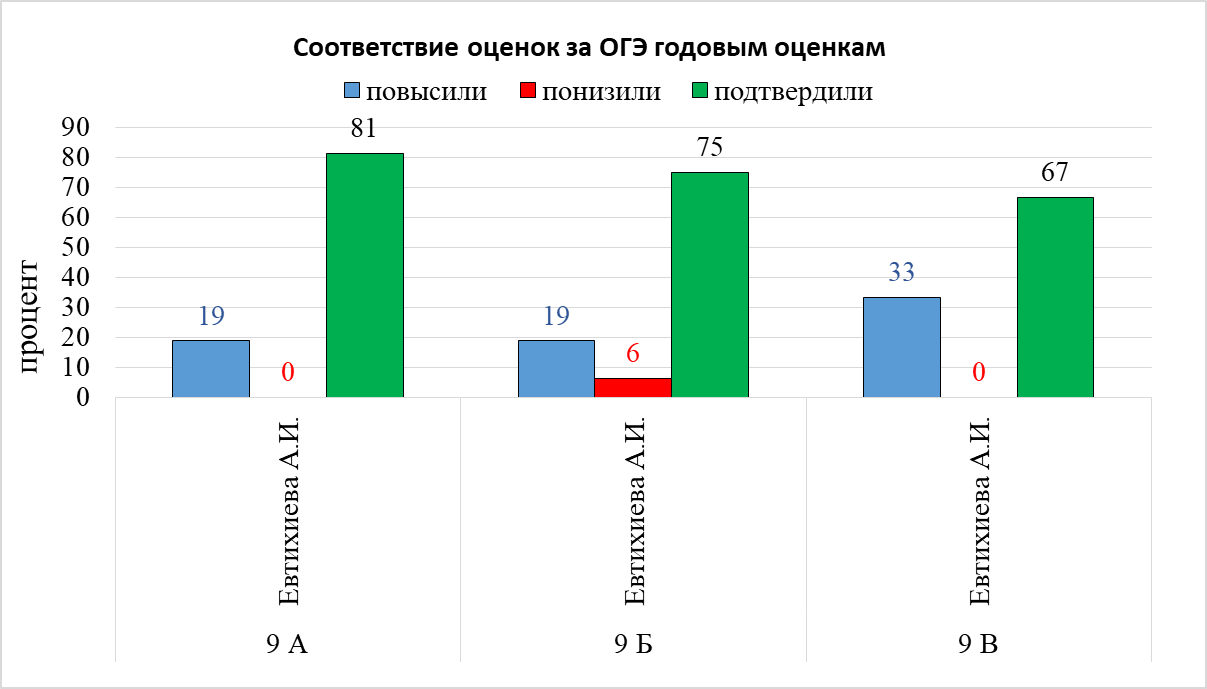 Соответствие оценок за ОГЭ годовым оценкам
повысили понизили подтвердили
процент
90
80
70
60
50
40
30
20
10
0
19
0
81
19
6
75
33
0
67
Евтихиева А.И.
Евтихиева А.И.
Евтихиева А.И.
9 А
9 Б
9 В